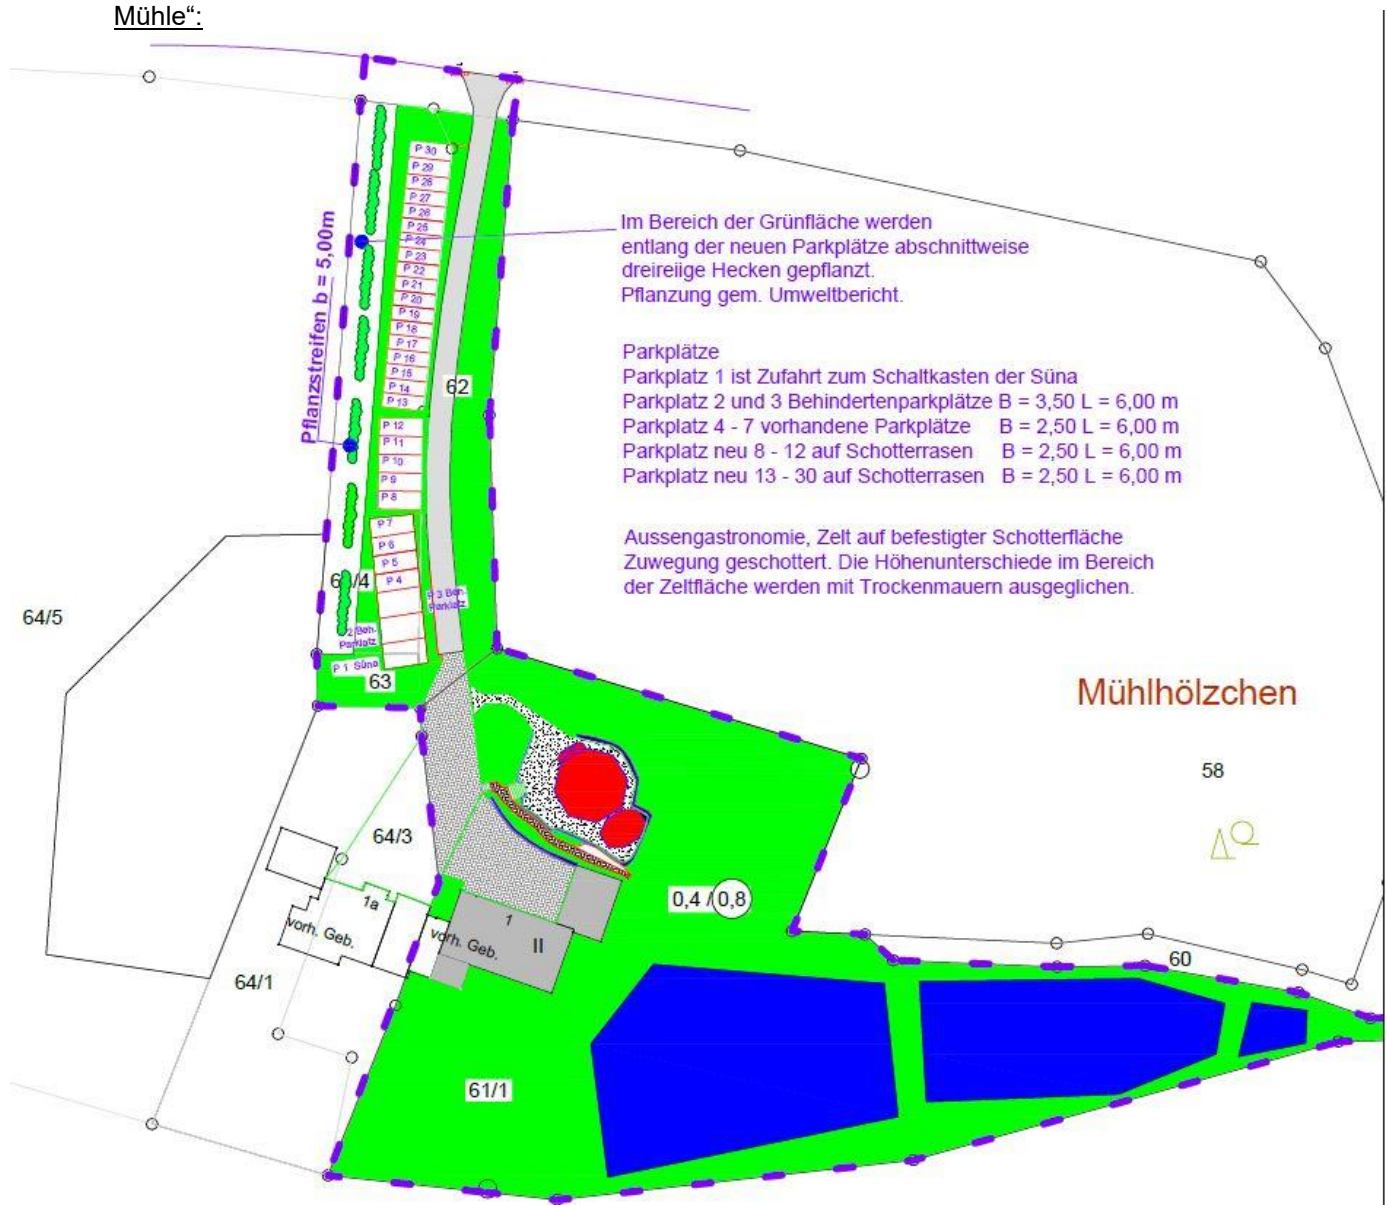 Mühle“:
Pflanzstreifen b = 5,00m
P 30
P 29
P 28
P 27
P 26
P 25
P 24
P 23
P 22
P 21
P 20
P 19
P 18
P 17
P 16
P 15
P 14
P 13
P 12
P 11
P 10
P 9
P 8
P 7
P 6
P 5
P 4
P 3 Beh.
Parklatz
2 Beh.
Parklatz
P 1 Süna
62
/4
63
Im Bereich der Grünfläche werden
entlang der neuen Parkplätze abschnittweise
dreireiige Hecken gepflanzt.
Pflanzung gem. Umweltbericht.
Parkplätze
Parkplatz 1 ist Zufahrt zum Schaltkasten der Süna
Parkplatz 2 und 3 Behindertenparkplätze B = 3,50 L = 6,00 m
Parkplatz 4 - 7 vorhandene Parkplätze B = 2,50 L = 6,00 m
Parkplatz neu 8 - 12 auf Schotterrasen B = 2,50 L = 6,00 m
Parkplatz neu 13 - 30 auf Schotterrasen B = 2,50 L = 6,00 m
Aussengastronomie, Zelt auf befestigter Schotterfläche
Zuwegung geschottert. Die Höhenunterschiede im Bereich
der Zeltfläche werden mit Trockenmauern ausgeglichen.
64/5
Mühlhölzchen
58
64/3
0,4 / 0,8
1a
vorh. Geb.
1
II
vorh. Geb.
60
64/1
61/1